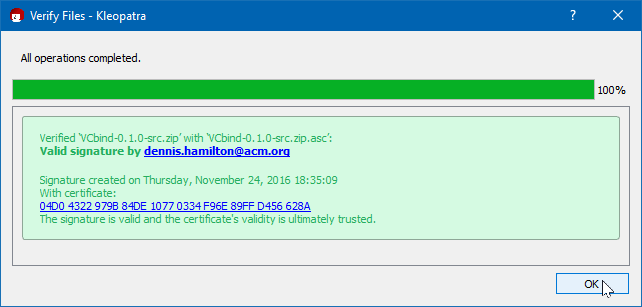 Verify Files - Kleopatra
All operations completed.
100%
Verified 'VCbind-0.1.0-src.zip' with 'VCbind-0.1.0-src.zip.asc':
Valid signature by dennis.hamilton@acm.org
Signature created on Thursday, November 24, 2016 18:35:09
With certificate:
04D0 4322 979B 84DE 1077 0334 F96E 89FF D456 628A
The signature is valid and the certificate's validity is ultimately trusted.
OK